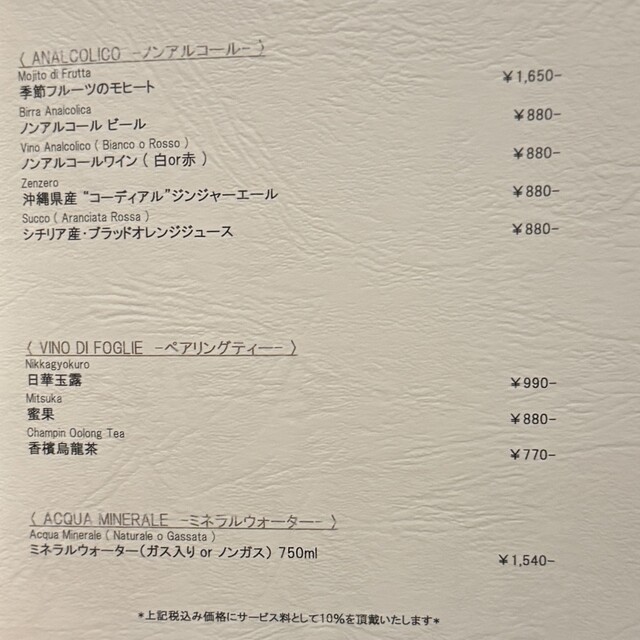 〈 ANALCOLICO -ノンアルコール- 〉
Mojito di Frutta
季節フルーツのモヒート ￥1,650-
Birra Analcolica
ノンアルコール ビール ￥880-
Vino Analcolico ( Bianco o Rosso )
ノンアルコールワイン ( 白or赤 ) ￥880-
Zenzero
沖縄県産 “コーディアル”ジンジャーエール ￥880-
Succo ( Aranciata Rossa )
シチリア産・ブラッドオレンジジュース ￥880-
〈 VINO DI FOGLIE -ペアリングティー- 〉
Nikkagyokuro
日華玉露 ￥990-
Mitsuka
蜜果 ￥880-
Champin Oolong Tea
香檳烏龍茶 ￥770-
〈 ACQUA MINERALE -ミネラルウォーター- 〉
Acqua Minerale ( Naturale o Gassata )
ミネラルウォーター(ガス入り or ノンガス) 750ml ￥1,540-
*上記税込み価格にサービス料として10%を頂戴いたします*